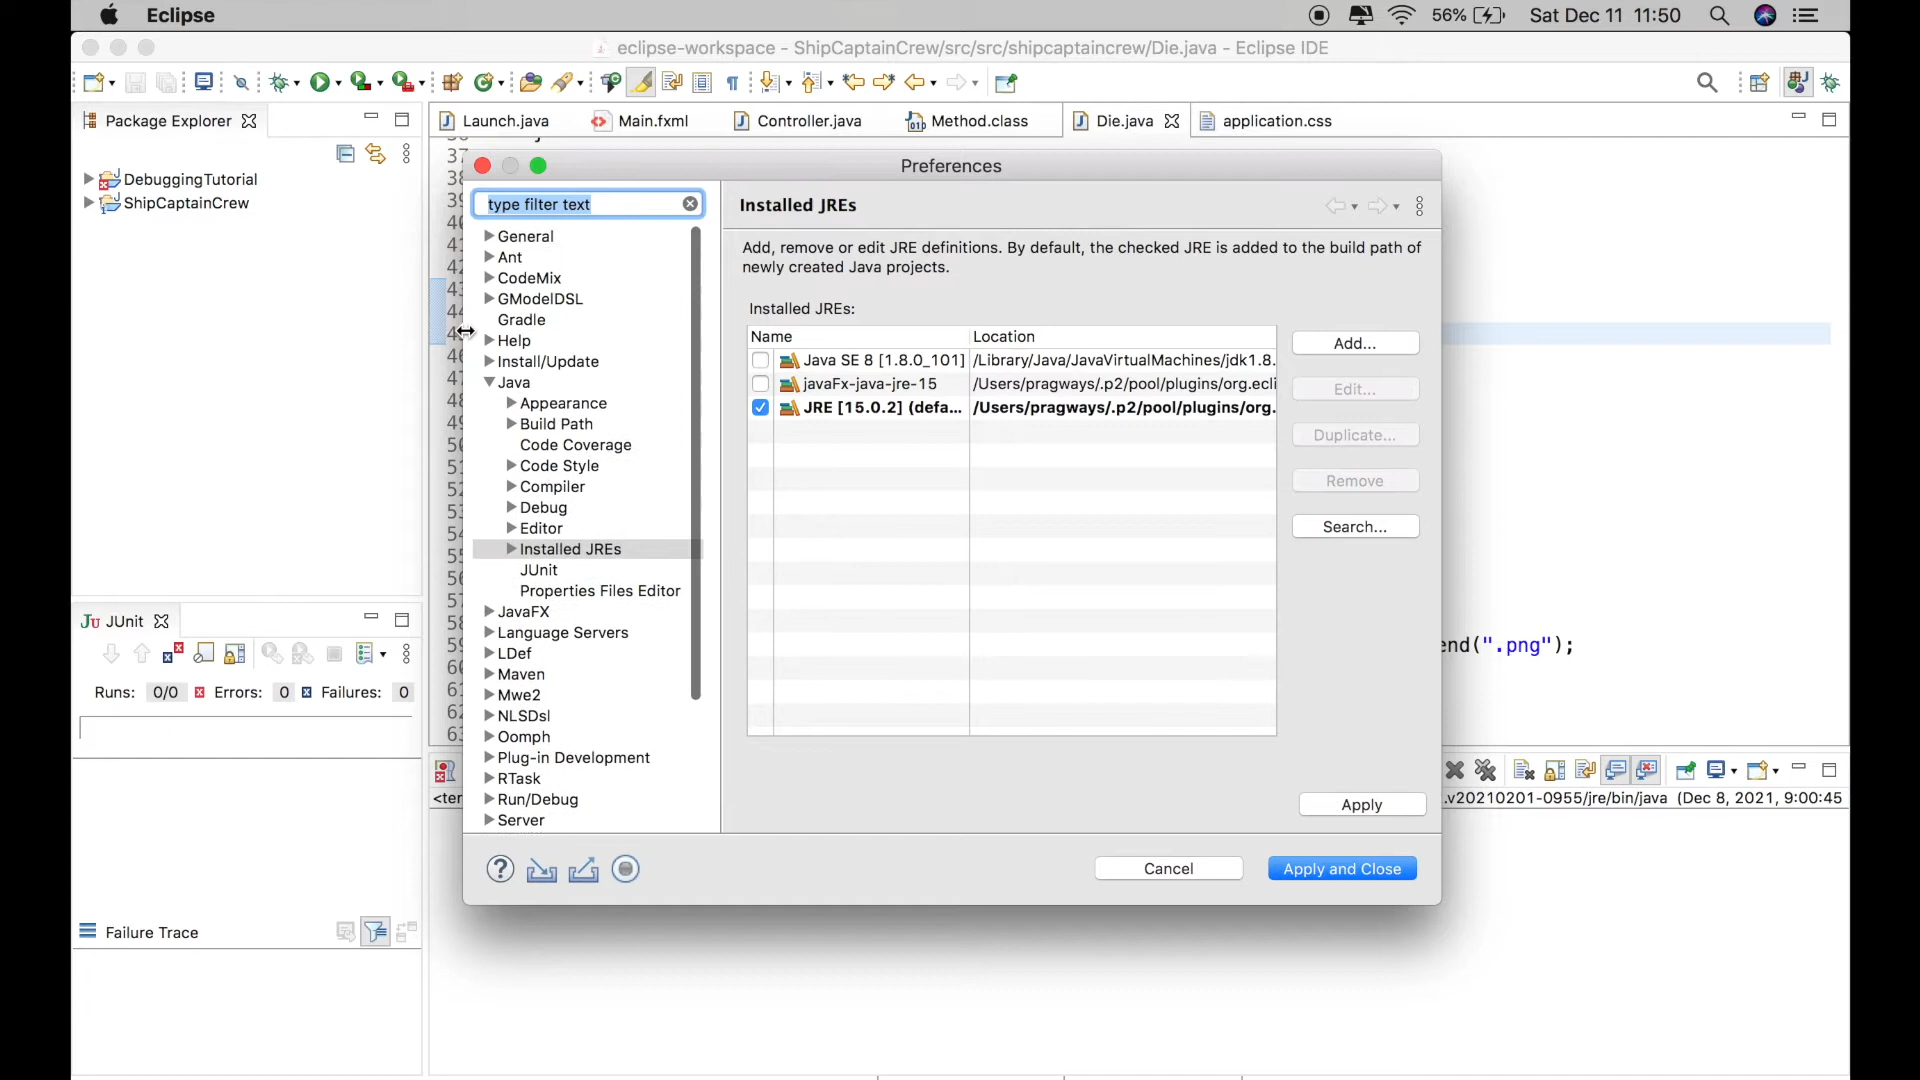 Eclipse
56%
Sat Dec 11 11:50
eclipse-workspace - ShipCaptainCrew/src/src/shipcaptaincrew/Die.java - Eclipse IDE
Package Explorer
Launch.java
Main.fxml
Controller.java
Method.class
Die.java
application.css
DebuggingTutorial
ShipCaptainCrew
Preferences
type filter text
General
Ant
CodeMix
GModelDSL
Gradle
Help
Install/Update
Java
Appearance
Build Path
Code Coverage
Code Style
Compiler
Debug
Editor
Installed JREs
JUnit
Properties Files Editor
JavaFX
Language Servers
LDef
Maven
Mwe2
NLSDsl
Oomph
Plug-in Development
RTask
Run/Debug
Server
Installed JREs
Add, remove or edit JRE definitions. By default, the checked JRE is added to the build path of
newly created Java projects.
Installed JREs:
Name Location
Java SE 8 [1.8.0_101] /Library/Java/JavaVirtualMachines/jdk1.8.
javaFx-java-jre-15 /Users/pragways/.p2/pool/plugins/org.ecli
JRE [15.0.2] (defa... /Users/pragways/.p2/pool/plugins/org.
Add...
Edit...
Duplicate...
Remove
Search...
Apply
Cancel
Apply and Close
end(".png");
Ju JUnit
Runs: 0/0 Errors: 0 Failures: 0
Failure Trace
<ter
.v20210201-0955/jre/bin/java (Dec 8, 2021, 9:00:45